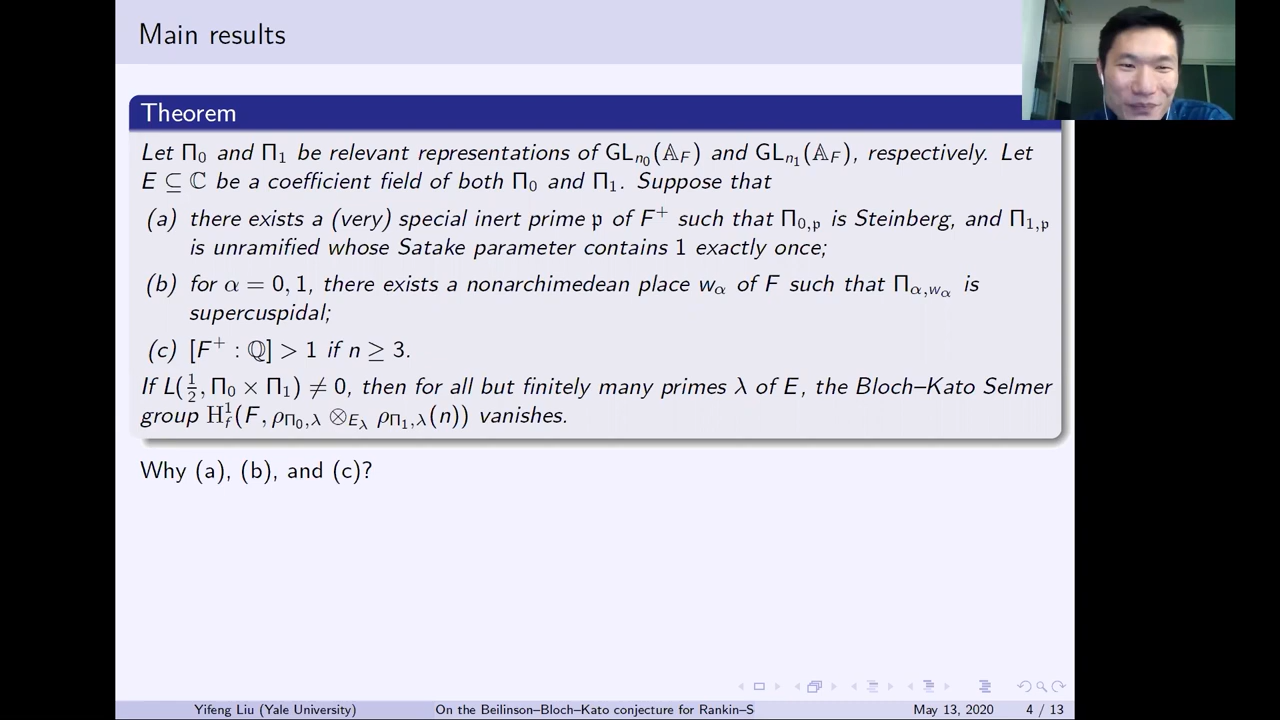 Main results
Theorem
Let Π₀ and Π₁ be relevant representations of GL_{n₀}(𝔸_F) and GL_{n₁}(𝔸_F), respectively. Let
E ⊆ ℂ be a coefficient field of both Π₀ and Π₁. Suppose that
(a) there exists a (very) special inert prime 𝔭 of F⁺ such that Π_{0,𝔭} is Steinberg, and Π_{1,𝔭}
is unramified whose Satake parameter contains 1 exactly once;
(b) for α = 0, 1, there exists a nonarchimedean place w_α of F such that Π_{α,w_α} is
supercuspidal;
(c) [F⁺ : ℚ] > 1 if n ≥ 3.
If L(½, Π₀ × Π₁) ≠ 0, then for all but finitely many primes λ of E, the Bloch–Kato Selmer
group H¹_f(F, ρ_{Π₀,λ} ⊗_{E_λ} ρ_{Π₁,λ}(n)) vanishes.
Why (a), (b), and (c)?
Yifeng Liu (Yale University) On the Beilinson–Bloch–Kato conjecture for Rankin–S May 13, 2020 4 / 13